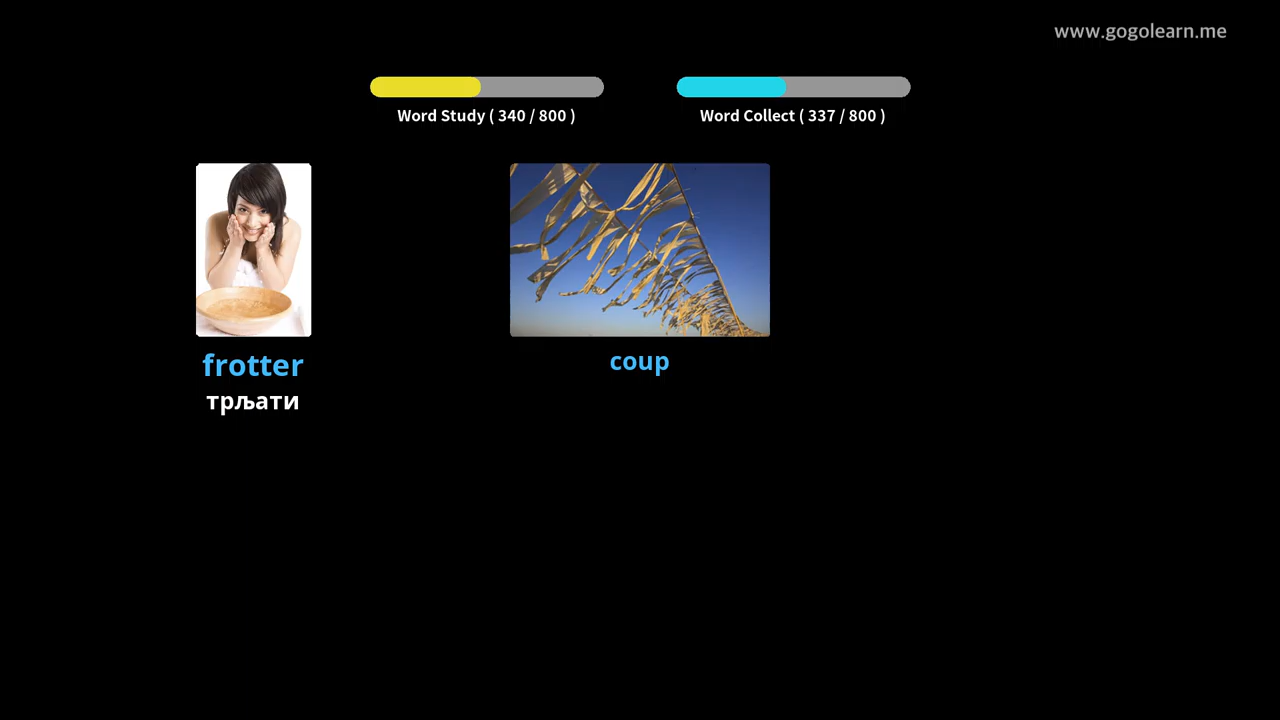 www.gogolearn.me
Word Study ( 340 / 800 )
Word Collect ( 337 / 800 )
frotter
трљати
coup